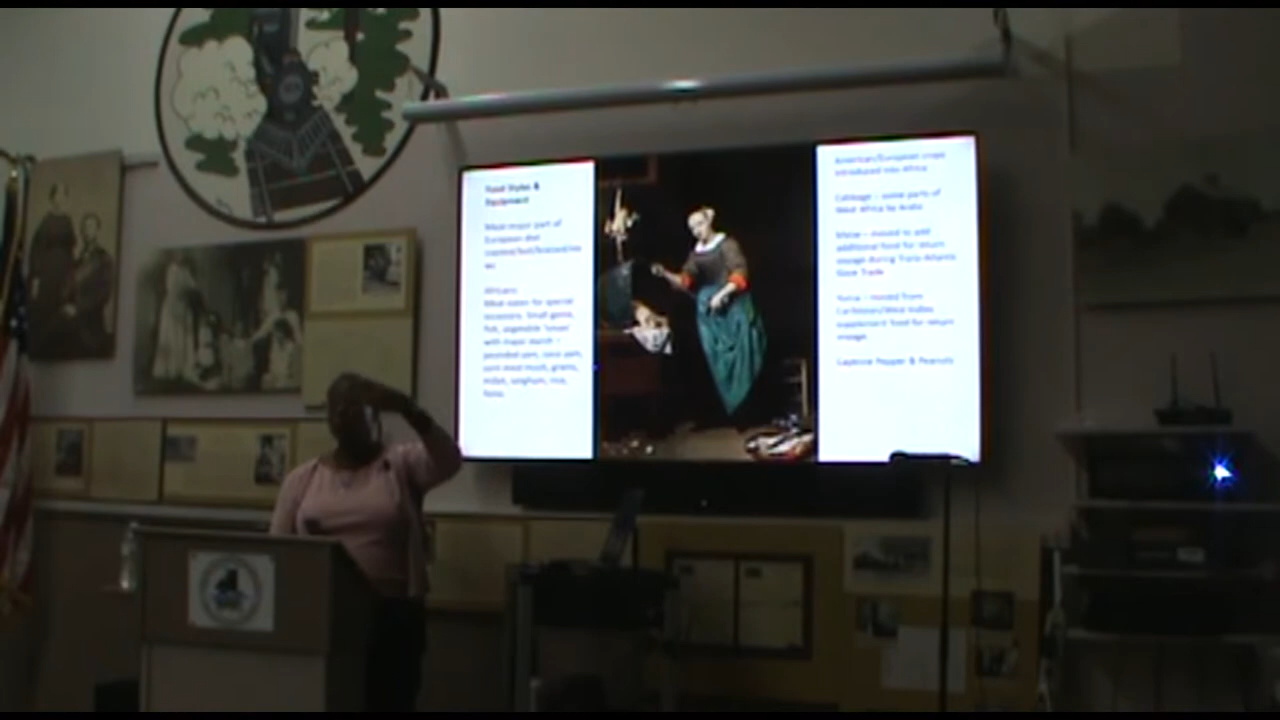 Food Styles &
Equipment
Meat major part of
European diet
Africans:
Meat eaten for special
occasions. Small game,
fish, vegetable
with major starch –
pounded yam, coco yam,
corn meal mush, grains,
millet, sorghum, rice,
fonio.
American/European crops
introduced into Africa
Cabbage – some parts of
West Africa by Arabs
Maize – moved to add
additional food for return
voyage during Trans-Atlantic
Slave Trade
Yucca – moved from
Caribbean/West Indies
supplement food for return
voyage.
Cayenne Pepper & Peanuts